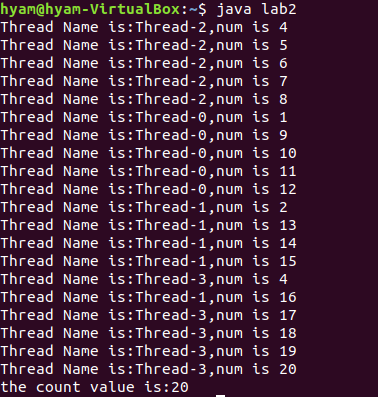 hyam@hyam-VirtualBox:~$ java lab2
Thread Name is:Thread-2,num is 4
Thread Name is:Thread-2,num is 5
Thread Name is:Thread-2,num is 6
Thread Name is:Thread-2,num is 7
Thread Name is:Thread-2,num is 8
Thread Name is:Thread-0,num is 1
Thread Name is:Thread-0,num is 9
Thread Name is:Thread-0,num is 10
Thread Name is:Thread-0,num is 11
Thread Name is:Thread-0,num is 12
Thread Name is:Thread-1,num is 2
Thread Name is:Thread-1,num is 13
Thread Name is:Thread-1,num is 14
Thread Name is:Thread-1,num is 15
Thread Name is:Thread-3,num is 4
Thread Name is:Thread-1,num is 16
Thread Name is:Thread-3,num is 17
Thread Name is:Thread-3,num is 18
Thread Name is:Thread-3,num is 19
Thread Name is:Thread-3,num is 20
the count value is:20